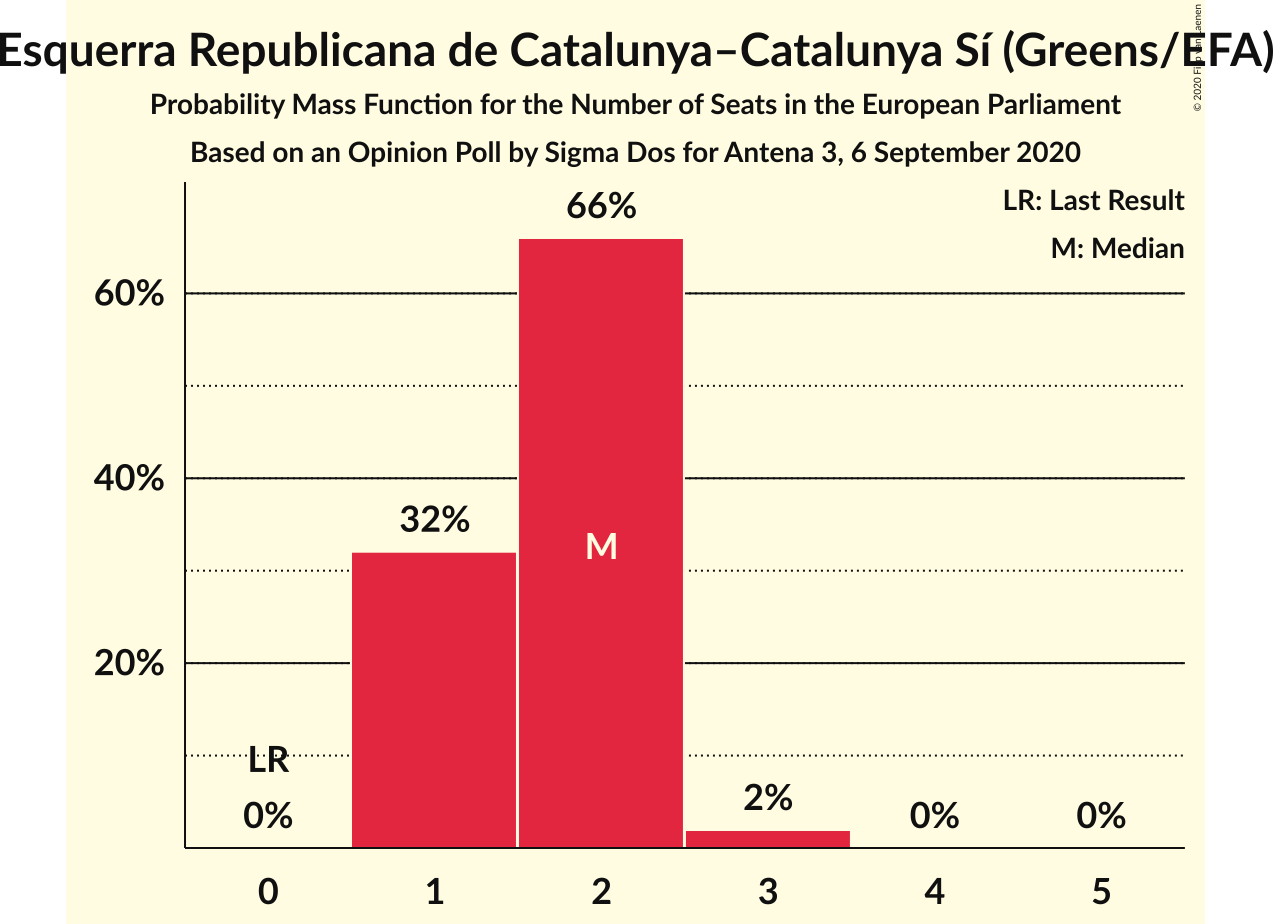 Esquerra Republicana de Catalunya–Catalunya Sí (Greens/EFA)
Probability Mass Function for the Number of Seats in the European Parliament
Based on an Opinion Poll by Sigma Dos for Antena 3, 6 September 2020
© 2020
LR: Last Result
M: Median
66%
60%
40%
32%
M
20%
LR
0%
2%
0%
0%
0 1 2 3 4 5